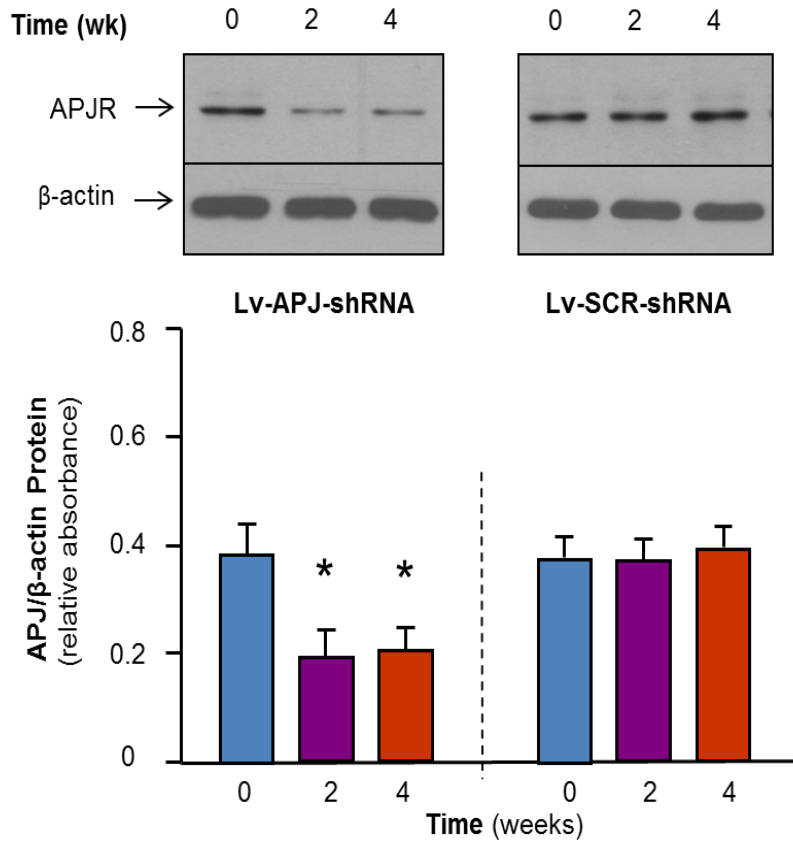 Time (wk) 0 2 4 0 2 4
APJR
β-actin
Lv-APJ-shRNA Lv-SCR-shRNA
APJ/β-actin Protein
(relative absorbance)
0.8
0.6
0.4
0.2
0
* *
0 2 4 0 2 4
Time (weeks)